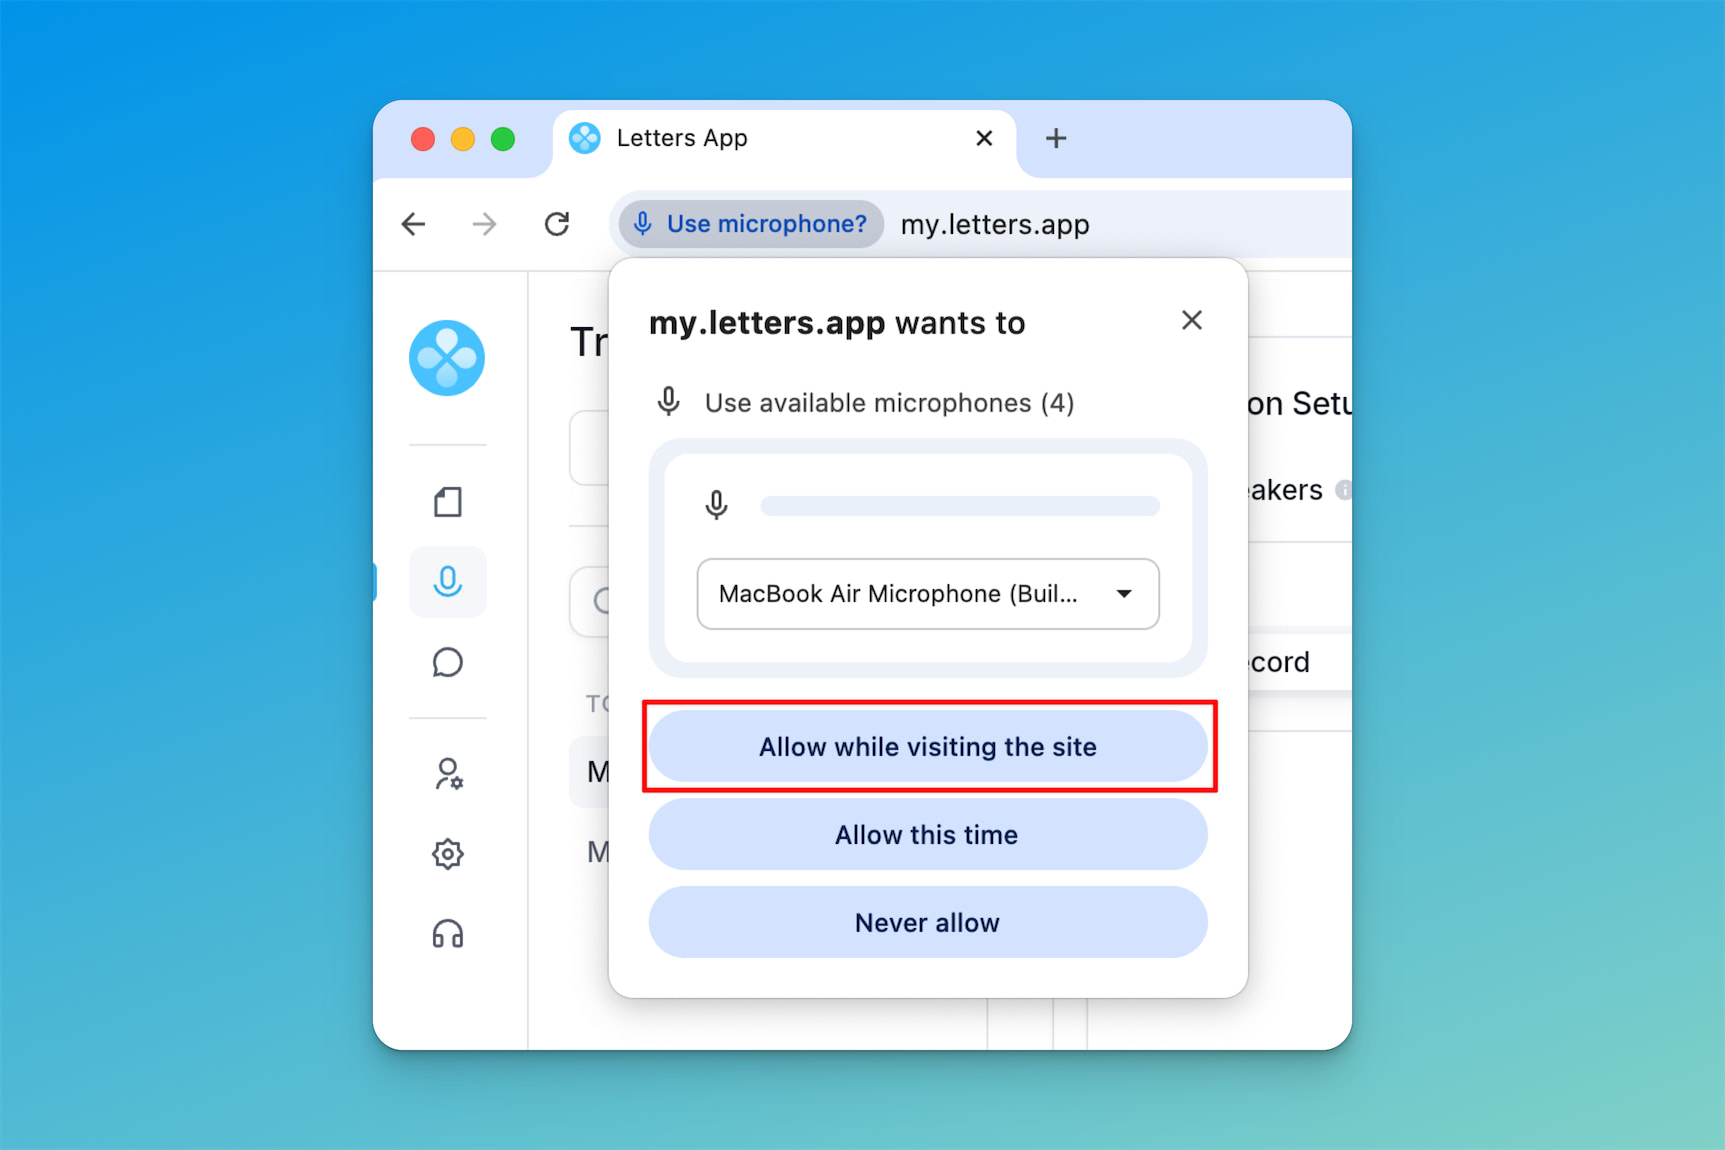 Letters App
Use microphone? my.letters.app
my.letters.app wants to
Use available microphones (4)
MacBook Air Microphone (Buil...
Allow while visiting the site
Allow this time
Never allow
Tr
on Setu
akers
cord
TO
M
M